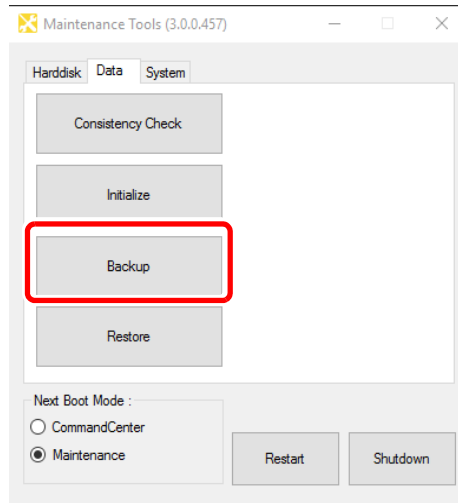 Maintenance Tools (3.0.0.457)
Harddisk Data System
Consistency Check
Initialize
Backup
Restore
Next Boot Mode :
CommandCenter
Maintenance
Restart Shutdown